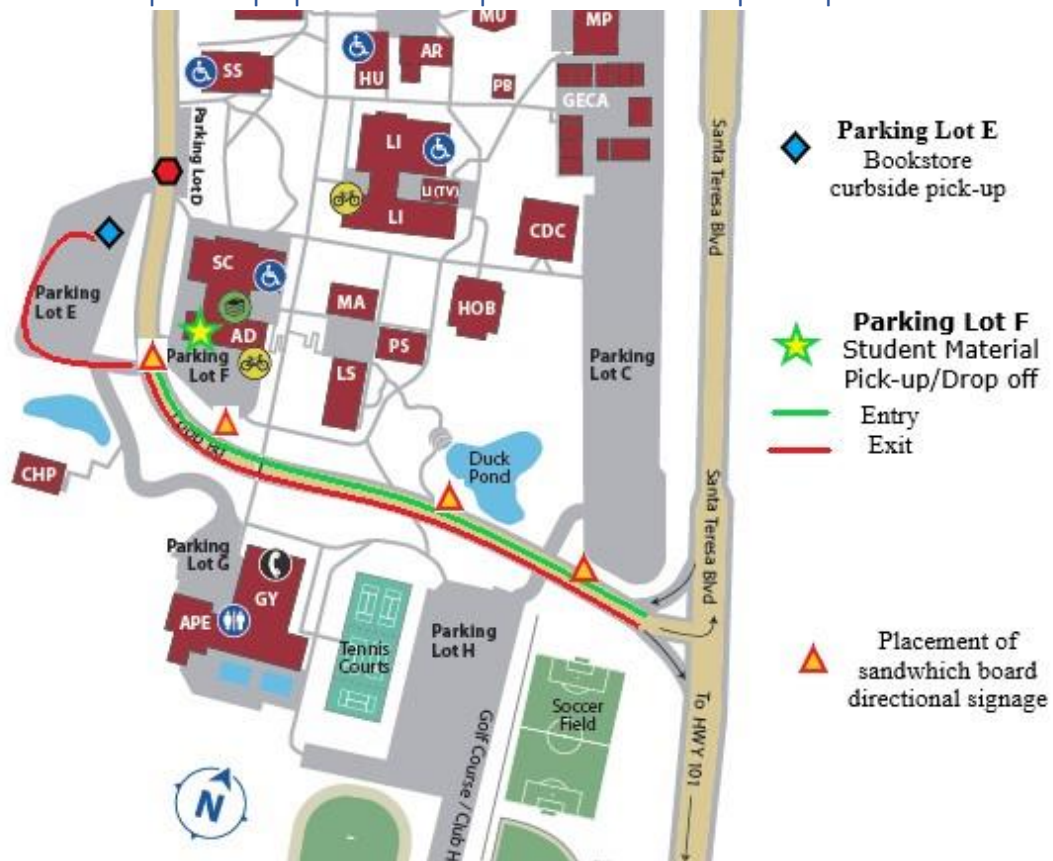 MU
MP
SS
HU
AR
PB
GECA
Parking Lot D
LI
LI(TV)
LI
CDC
SC
Parking
Lot E
MA
HOB
AD
PS
Parking
Lot F
LS
Parking
Lot C
Santa Teresa Blvd
Santa Teresa Blvd
Duck
Pond
CHP
Parking
Lot G
GY
APE
Tennis
Courts
Parking
Lot H
Soccer
Field
Golf Course / Club H
To HWY 101
N
Parking Lot E
Bookstore
curbside pick-up
Parking Lot F
Student Material
Pick-up/Drop off
Entry
Exit
Placement of
sandwhich board
directional signage